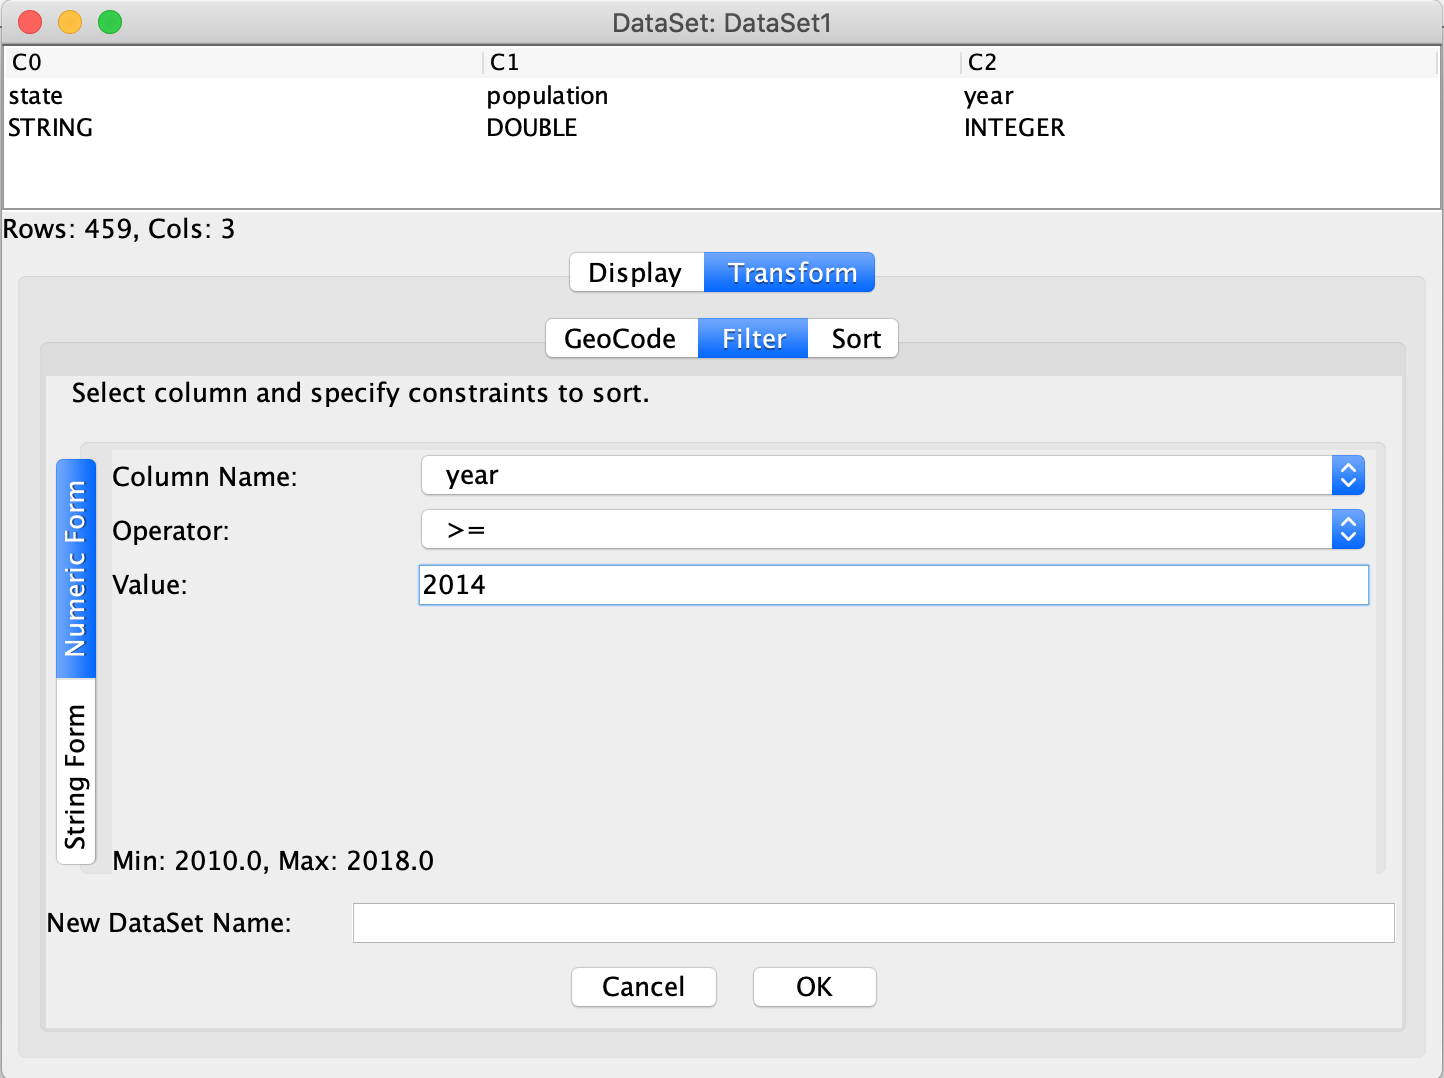 DataSet: DataSet1
C0 C1 C2
state population year
STRING DOUBLE INTEGER
Rows: 459, Cols: 3
Display Transform
GeoCode Filter Sort
Select column and specify constraints to sort.
Numeric Form
String Form
Column Name: year
Operator: >=
Value: 2014
Min: 2010.0, Max: 2018.0
New DataSet Name:
Cancel OK